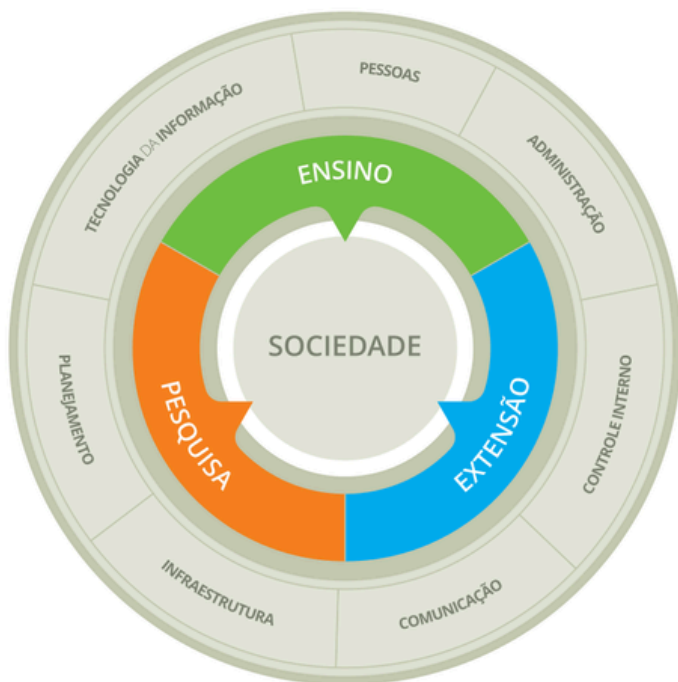 PESSOAS
ADMINISTRAÇÃO
CONTROLE INTERNO
COMUNICAÇÃO
INFRAESTRUTURA
PLANEJAMENTO
TECNOLOGIA DA INFORMAÇÃO
ENSINO
EXTENSÃO
PESQUISA
SOCIEDADE